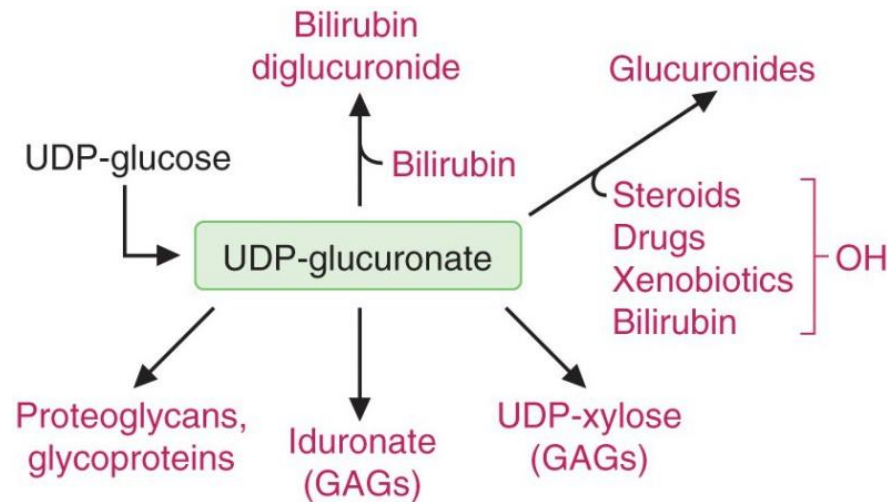 Bilirubin
diglucuronide
Glucuronides
UDP-glucose
Bilirubin
Steroids
Drugs
Xenobiotics
Bilirubin
OH
UDP-glucuronate
Proteoglycans,
glycoproteins
Iduronate
(GAGs)
UDP-xylose
(GAGs)